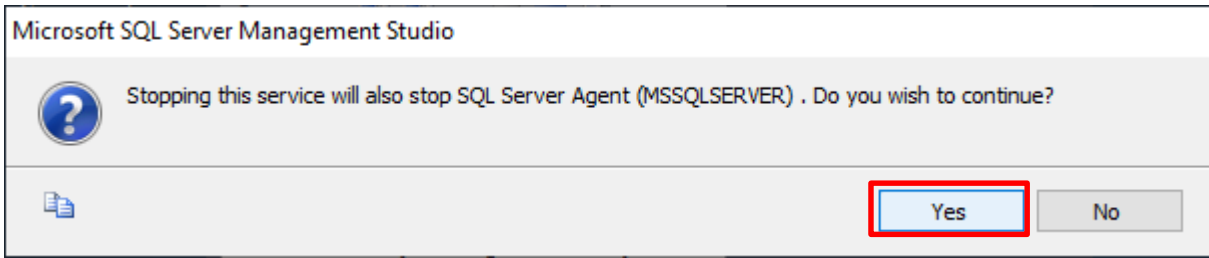 Microsoft SQL Server Management Studio
Stopping this service will also stop SQL Server Agent (MSSQLSERVER) . Do you wish to continue?
Yes
No